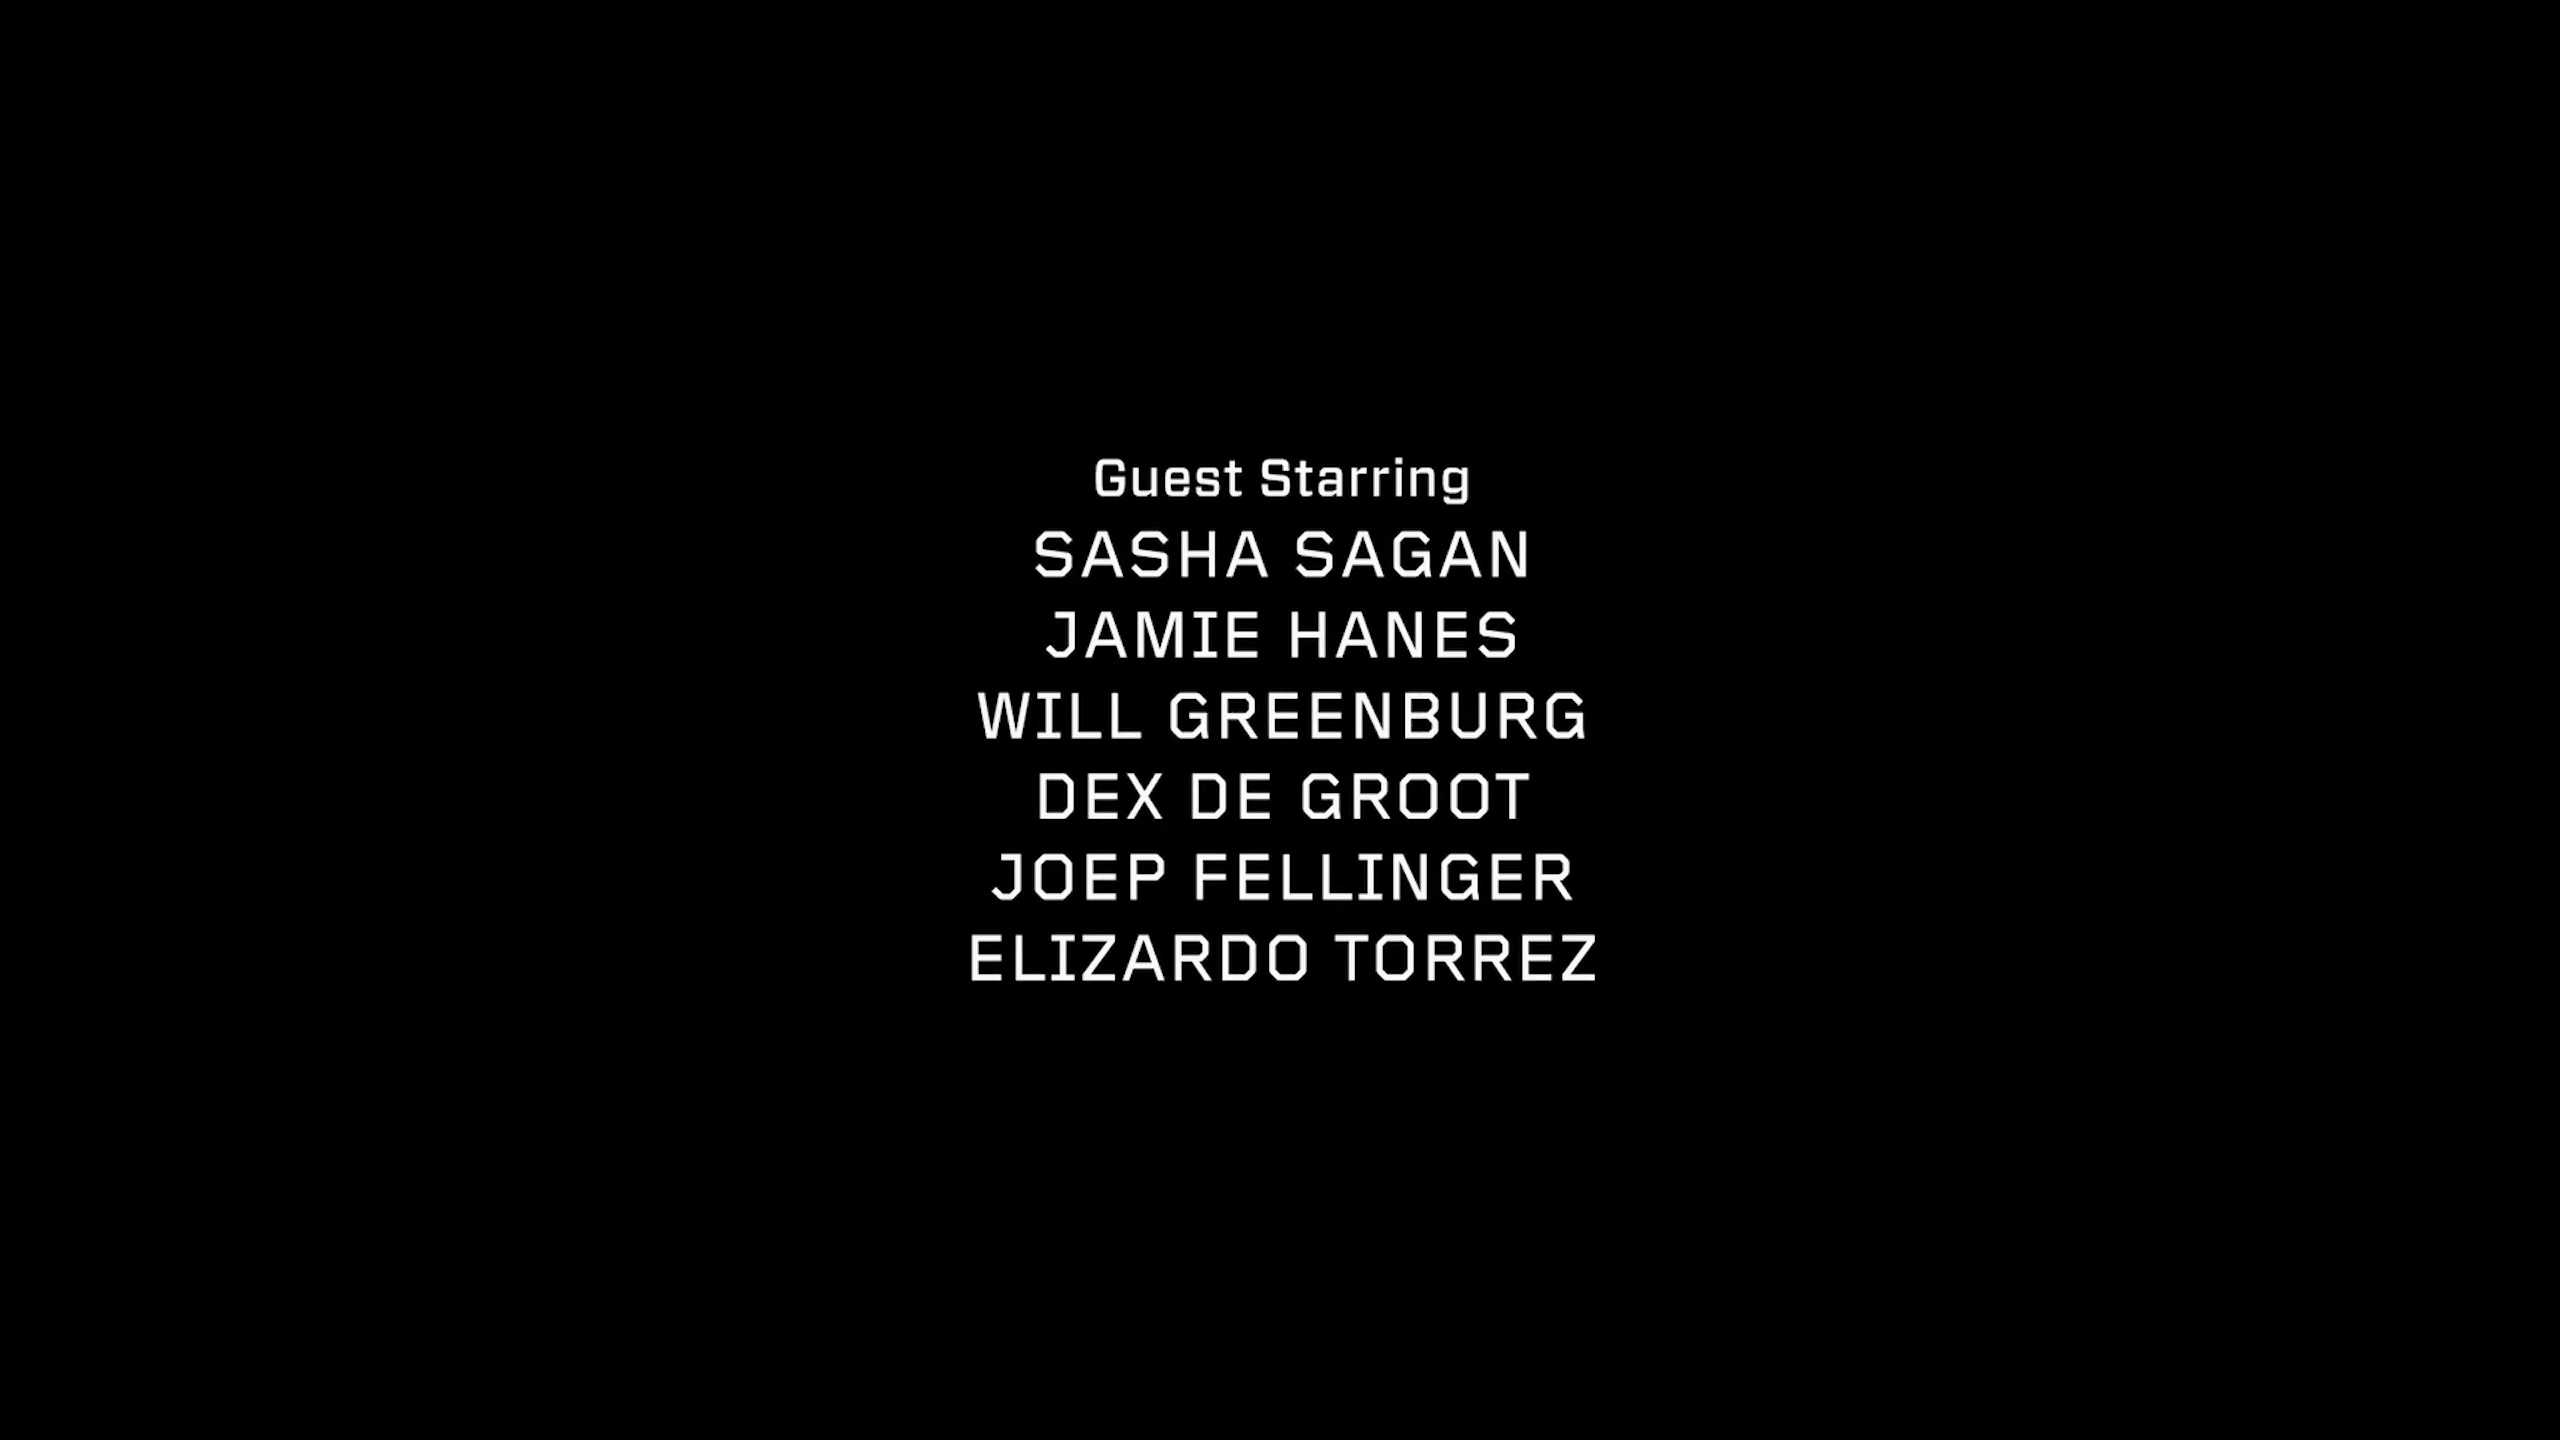 Guest Starring
SASHA SAGAN
JAMIE HANES
WILL GREENBURG
DEX DE GROOT
JOEP FELLINGER
ELIZARDO TORREZ